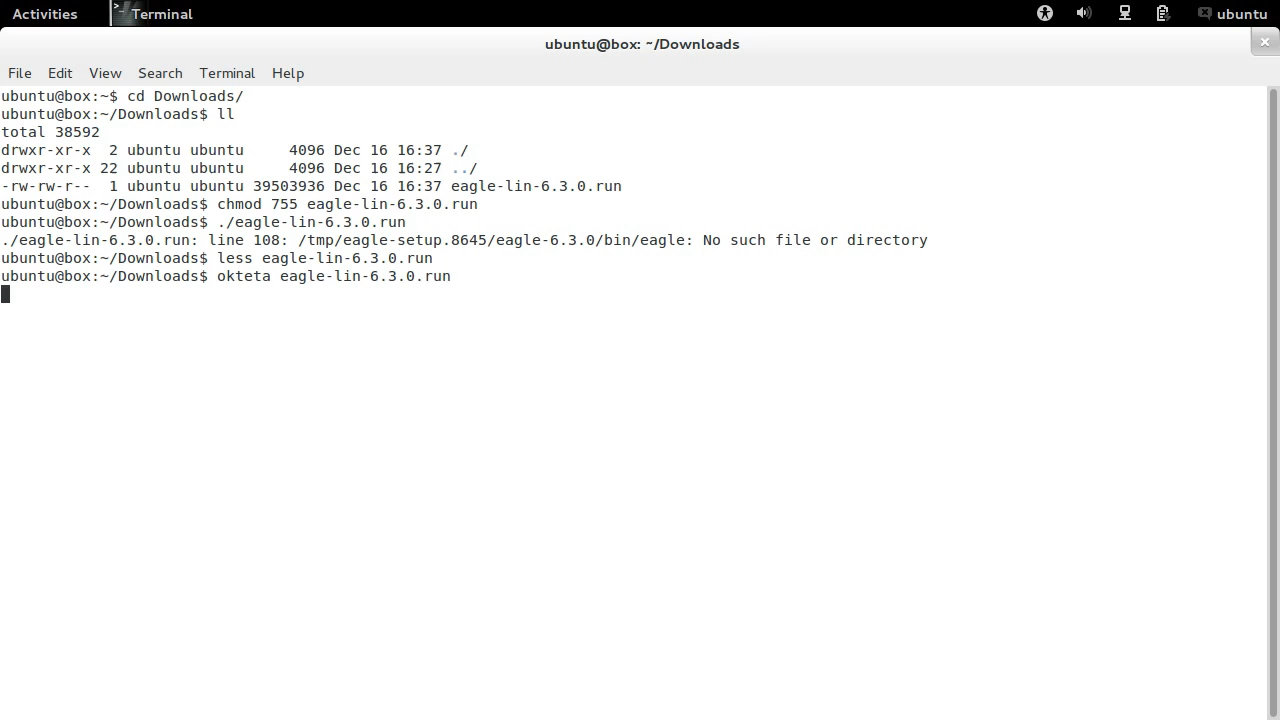 Activities Terminal ubuntu
ubuntu@box: ~/Downloads
File Edit View Search Terminal Help
ubuntu@box:~$ cd Downloads/
ubuntu@box:~/Downloads$ ll
total 38592
drwxr-xr-x  2 ubuntu ubuntu     4096 Dec 16 16:37 ./
drwxr-xr-x 22 ubuntu ubuntu     4096 Dec 16 16:27 ../
-rw-rw-r--  1 ubuntu ubuntu 39503936 Dec 16 16:37 eagle-lin-6.3.0.run
ubuntu@box:~/Downloads$ chmod 755 eagle-lin-6.3.0.run
ubuntu@box:~/Downloads$ ./eagle-lin-6.3.0.run
./eagle-lin-6.3.0.run: line 108: /tmp/eagle-setup.8645/eagle-6.3.0/bin/eagle: No such file or directory
ubuntu@box:~/Downloads$ less eagle-lin-6.3.0.run
ubuntu@box:~/Downloads$ okteta eagle-lin-6.3.0.run